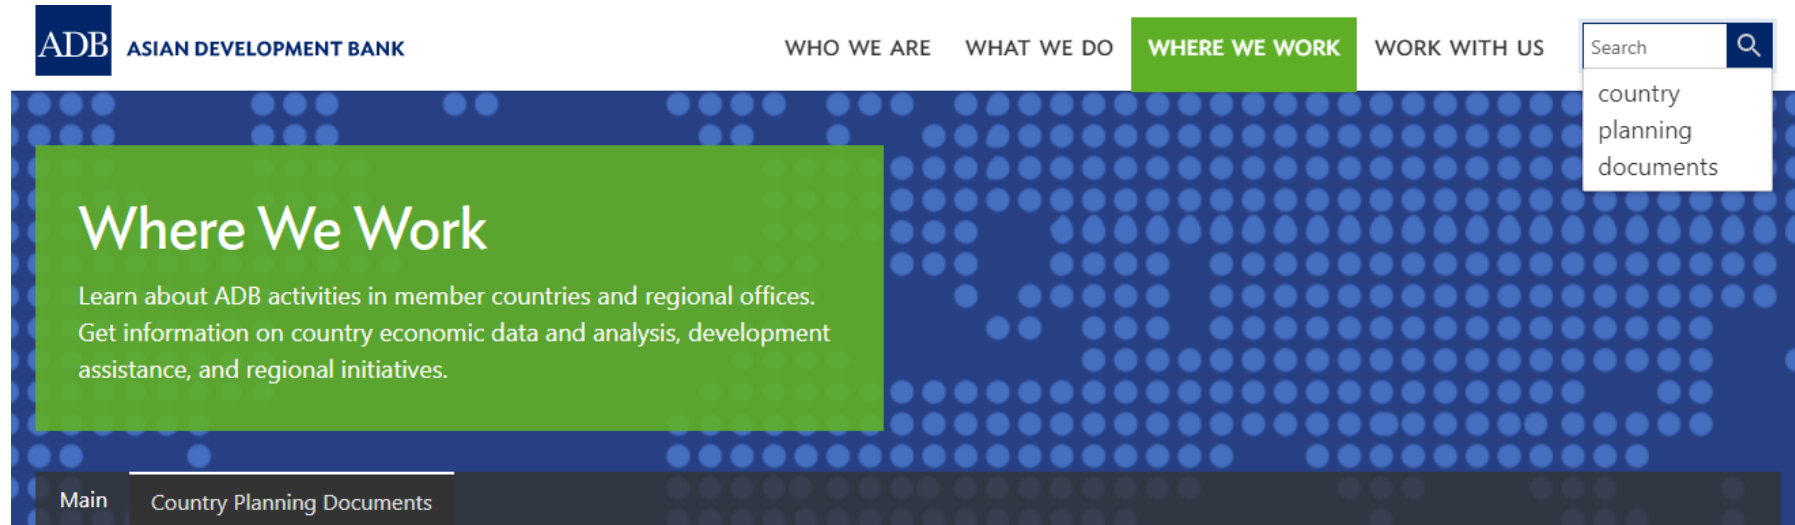 ADB ASIAN DEVELOPMENT BANK
WHO WE ARE WHAT WE DO WHERE WE WORK WORK WITH US Search
country
planning
documents
Where We Work
Learn about ADB activities in member countries and regional offices.
Get information on country economic data and analysis, development
assistance, and regional initiatives.
Main Country Planning Documents